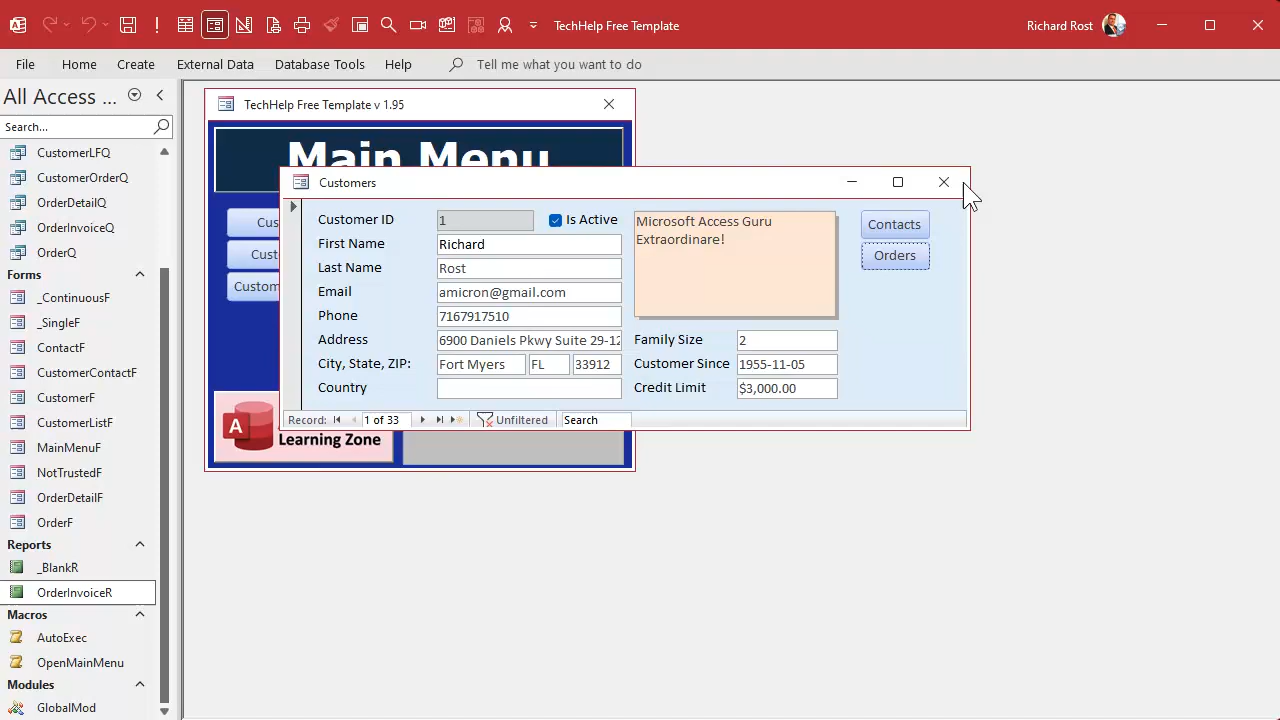 TechHelp Free Template
Richard Rost
File Home Create External Data Database Tools Help Tell me what you want to do
All Access ...
Search...
CustomerLFQ
CustomerOrderQ
OrderDetailQ
OrderInvoiceQ
OrderQ
Forms
_ContinuousF
_SingleF
ContactF
CustomerContactF
CustomerF
CustomerListF
MainMenuF
NotTrustedF
OrderDetailF
OrderF
Reports
_BlankR
OrderInvoiceR
Macros
AutoExec
OpenMainMenu
Modules
GlobalMod
TechHelp Free Template v 1.95
Main Menu
Cus
Cust
Custom
A
Learning Zone
Customers
Customer ID 1 Is Active
First Name Richard
Last Name Rost
Email amicron@gmail.com
Phone 7167917510
Address 6900 Daniels Pkwy Suite 29-12
City, State, ZIP: Fort Myers FL 33912
Country
Microsoft Access Guru
Extraordinare!
Family Size 2
Customer Since 1955-11-05
Credit Limit $3,000.00
Contacts
Orders
Record: 1 of 33 Unfiltered Search